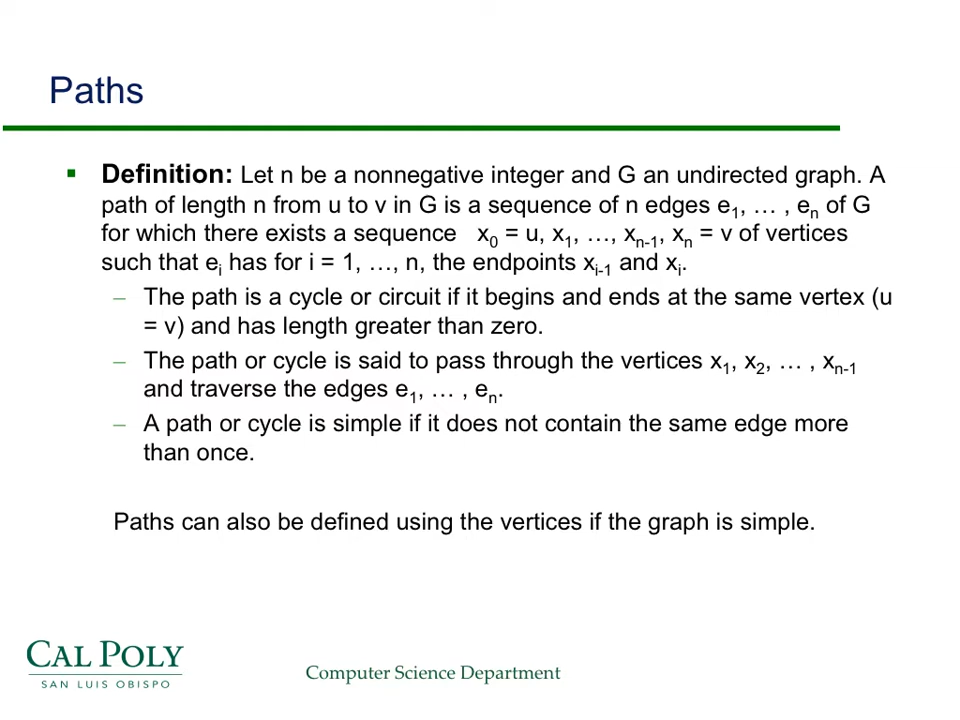 Paths
▪ Definition: Let n be a nonnegative integer and G an undirected graph. A
path of length n from u to v in G is a sequence of n edges e₁, … , eₙ of G
for which there exists a sequence x₀ = u, x₁, …, xₙ₋₁, xₙ = v of vertices
such that eᵢ has for i = 1, …, n, the endpoints xᵢ₋₁ and xᵢ.
– The path is a cycle or circuit if it begins and ends at the same vertex (u
= v) and has length greater than zero.
– The path or cycle is said to pass through the vertices x₁, x₂, … , xₙ₋₁
and traverse the edges e₁, … , eₙ.
– A path or cycle is simple if it does not contain the same edge more
than once.
Paths can also be defined using the vertices if the graph is simple.
CAL POLY
SAN LUIS OBISPO
Computer Science Department